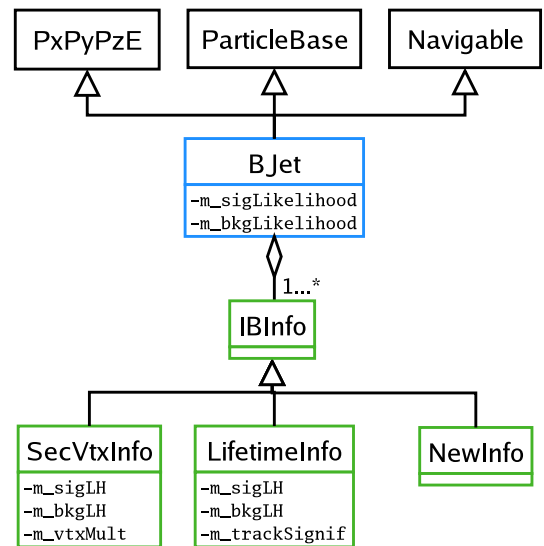 PxPyPzE
ParticleBase
Navigable
BJet
-m_sigLikelihood
-m_bkgLikelihood
1...*
IBInfo
SecVtxInfo
-m_sigLH
-m_bkgLH
-m_vtxMult
LifetimeInfo
-m_sigLH
-m_bkgLH
-m_trackSignif
NewInfo